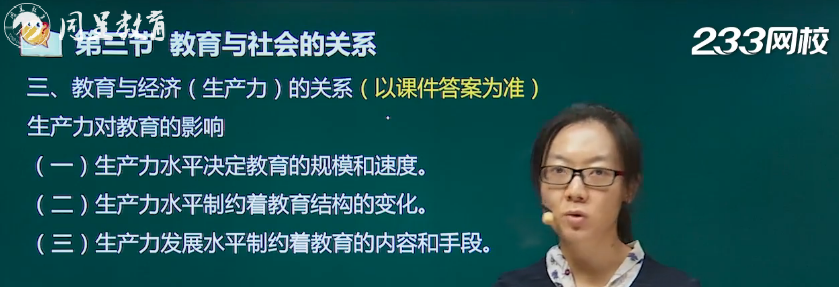 同星教育
第三节 教育与社会的关系
233网校
三、教育与经济（生产力）的关系（以课件答案为准）
生产力对教育的影响
（一）生产力水平决定教育的规模和速度。
（二）生产力水平制约着教育结构的变化。
（三）生产力发展水平制约着教育的内容和手段。